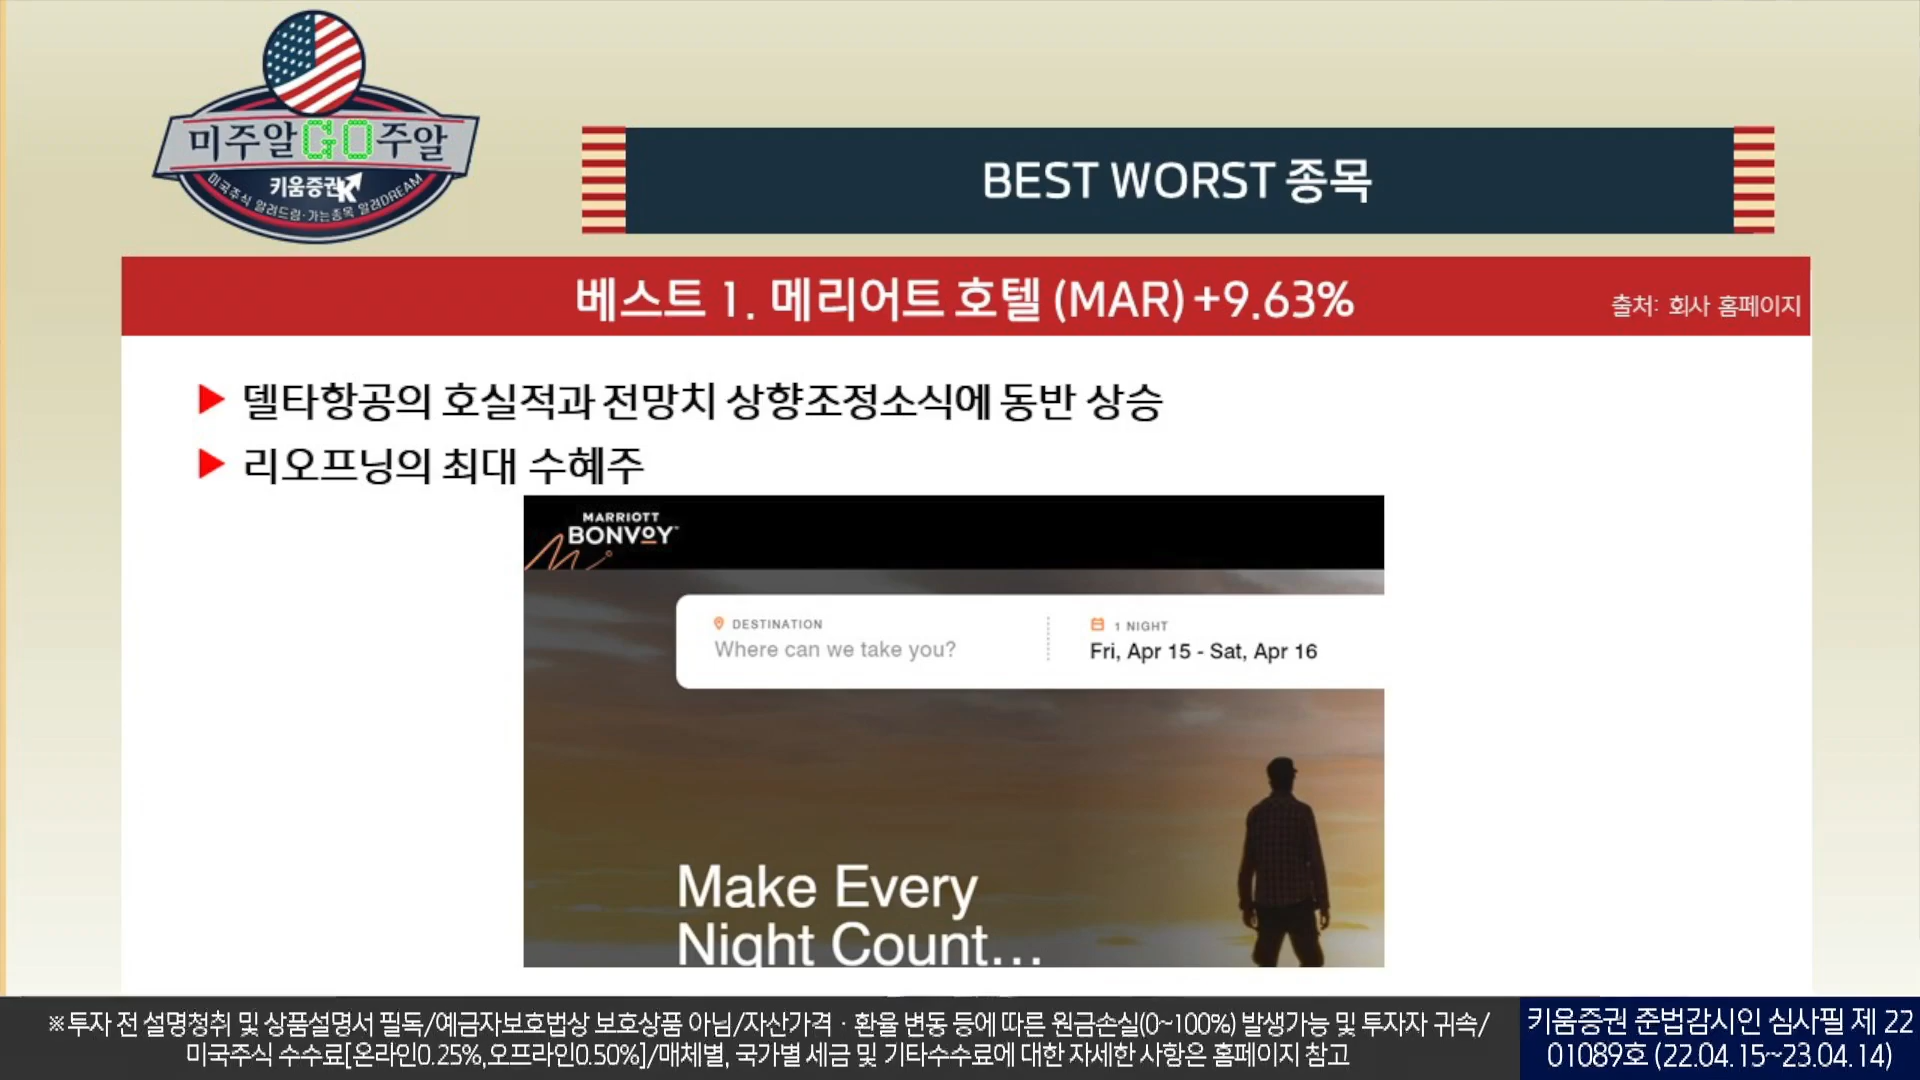 미주알GO주알
키움증권
미국주식 알려드림·가는종목 알려DREAM
BEST WORST 종목
베스트 1. 메리어트 호텔 (MAR) +9.63%
출처: 회사 홈페이지
▶ 델타항공의 호실적과 전망치 상향조정소식에 동반 상승
▶ 리오프닝의 최대 수혜주
MARRIOTT
BONVOY™
DESTINATION
Where can we take you?
1 NIGHT
Fri, Apr 15 - Sat, Apr 16
Make Every
Night Count...
※투자 전 설명청취 및 상품설명서 필독/예금자보호법상 보호상품 아님/자산가격·환율 변동 등에 따른 원금손실(0~100%) 발생가능 및 투자자 귀속/
미국주식 수수료[온라인0.25%,오프라인0.50%]/매체별, 국가별 세금 및 기타수수료에 대한 자세한 사항은 홈페이지 참고
키움증권 준법감시인 심사필 제 22
01089호 (22.04.15~23.04.14)